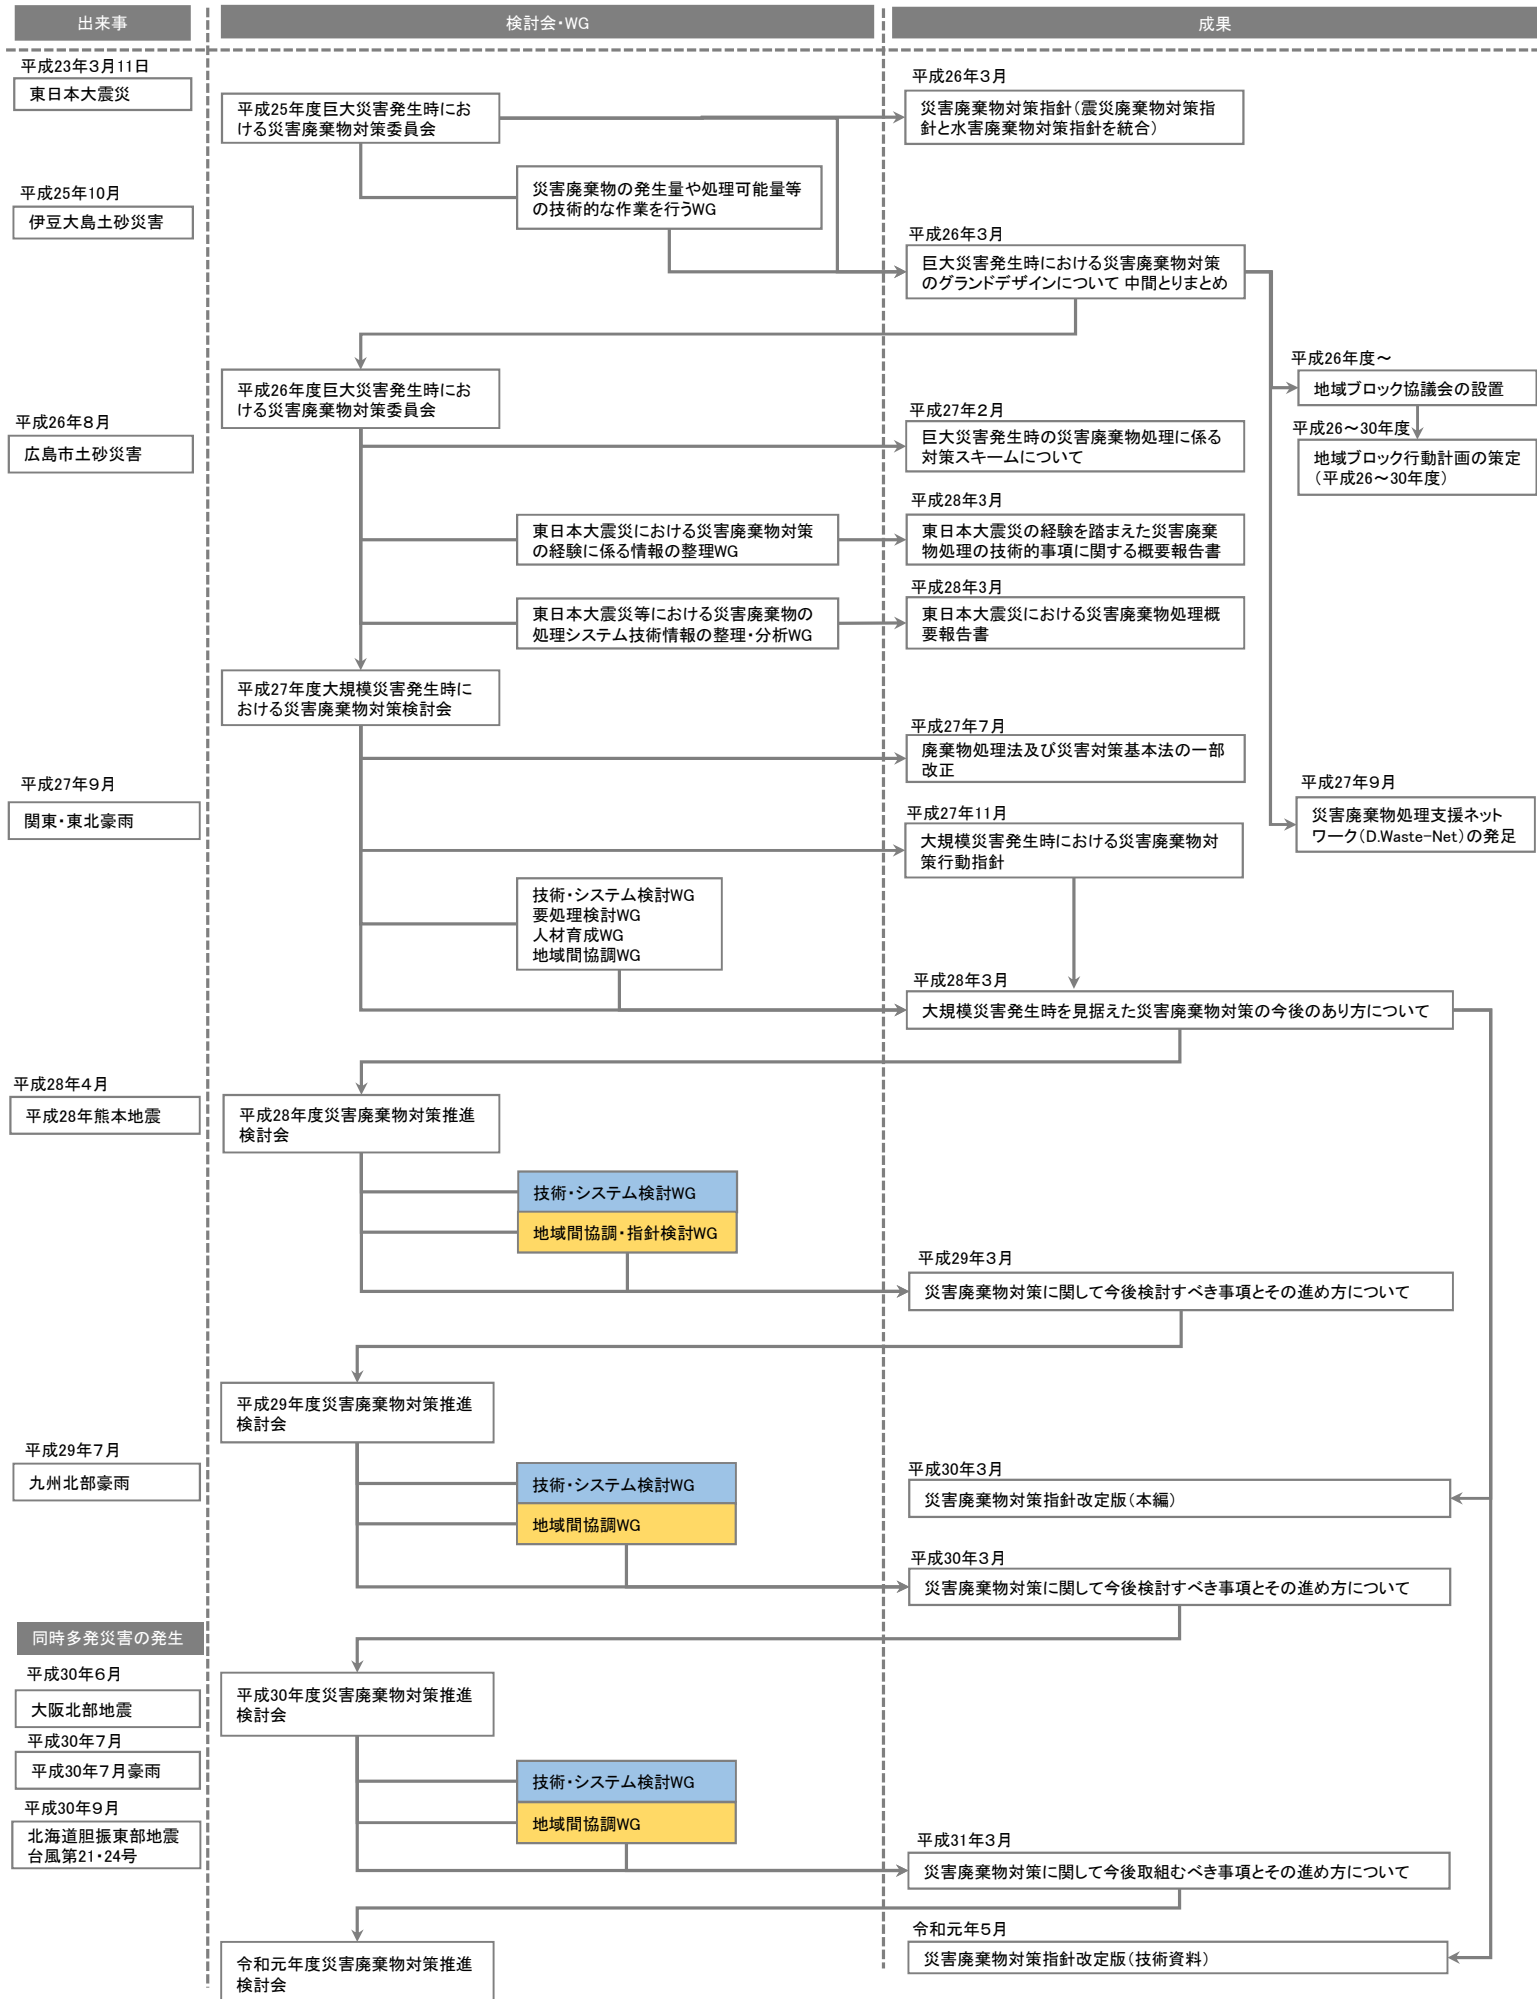 出来事
検討会・WG
成果
平成23年3月11日
東日本大震災
平成25年度巨大災害発生時にお
ける災害廃棄物対策委員会
平成26年3月
災害廃棄物対策指針(震災廃棄物対策指
針と水害廃棄物対策指針を統合)
災害廃棄物の発生量や処理可能量等
の技術的な作業を行うWG
平成25年10月
伊豆大島土砂災害
平成26年3月
巨大災害発生時における災害廃棄物対策
のグランドデザインについて 中間とりまとめ
平成26年度～
地域ブロック協議会の設置
平成26～30年度
地域ブロック行動計画の策定
(平成26～30年度)
平成26年度巨大災害発生時にお
ける災害廃棄物対策委員会
平成26年8月
広島市土砂災害
平成27年2月
巨大災害発生時の災害廃棄物処理に係る
対策スキームについて
東日本大震災における災害廃棄物対策
の経験に係る情報の整理WG
平成28年3月
東日本大震災の経験を踏まえた災害廃棄
物処理の技術的事項に関する概要報告書
東日本大震災等における災害廃棄物の
処理システム技術情報の整理・分析WG
平成28年3月
東日本大震災における災害廃棄物処理概
要報告書
平成27年度大規模災害発生時に
おける災害廃棄物対策検討会
平成27年7月
廃棄物処理法及び災害対策基本法の一部
改正
平成27年9月
関東・東北豪雨
平成27年9月
災害廃棄物処理支援ネット
ワーク(D.Waste-Net)の発足
平成27年11月
大規模災害発生時における災害廃棄物対
策行動指針
技術・システム検討WG
要処理検討WG
人材育成WG
地域間協調WG
平成28年3月
大規模災害発生時を見据えた災害廃棄物対策の今後のあり方について
平成28年4月
平成28年熊本地震
平成28年度災害廃棄物対策推進
検討会
技術・システム検討WG
地域間協調・指針検討WG
平成29年3月
災害廃棄物対策に関して今後検討すべき事項とその進め方について
平成29年度災害廃棄物対策推進
検討会
平成29年7月
九州北部豪雨
技術・システム検討WG
地域間協調WG
平成30年3月
災害廃棄物対策指針改定版(本編)
平成30年3月
災害廃棄物対策に関して今後検討すべき事項とその進め方について
同時多発災害の発生
平成30年6月
大阪北部地震
平成30年7月
平成30年7月豪雨
平成30年9月
北海道胆振東部地震
台風第21・24号
平成30年度災害廃棄物対策推進
検討会
技術・システム検討WG
地域間協調WG
平成31年3月
災害廃棄物対策に関して今後取組むべき事項とその進め方について
令和元年5月
災害廃棄物対策指針改定版(技術資料)
令和元年度災害廃棄物対策推進
検討会